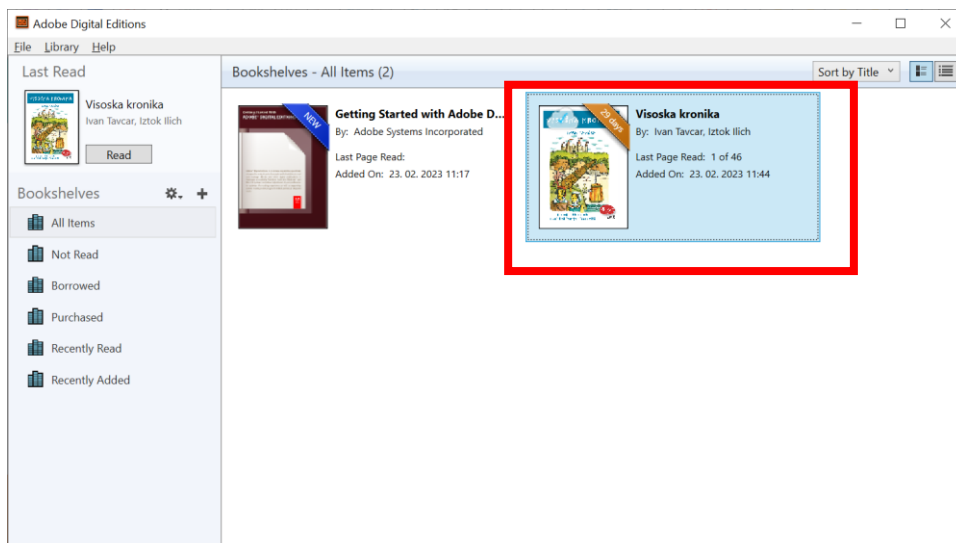 Adobe Digital Editions
File Library Help
Last Read
Visoska kronika
Ivan Tavcar, Iztok Ilich
Read
Bookshelves
All Items
Not Read
Borrowed
Purchased
Recently Read
Recently Added
Bookshelves - All Items (2)
Sort by Title
NEW
Getting Started with Adobe D...
By: Adobe Systems Incorporated
Last Page Read:
Added On: 23. 02. 2023 11:17
29 days
Visoska kronika
By: Ivan Tavcar, Iztok Ilich
Last Page Read: 1 of 46
Added On: 23. 02. 2023 11:44